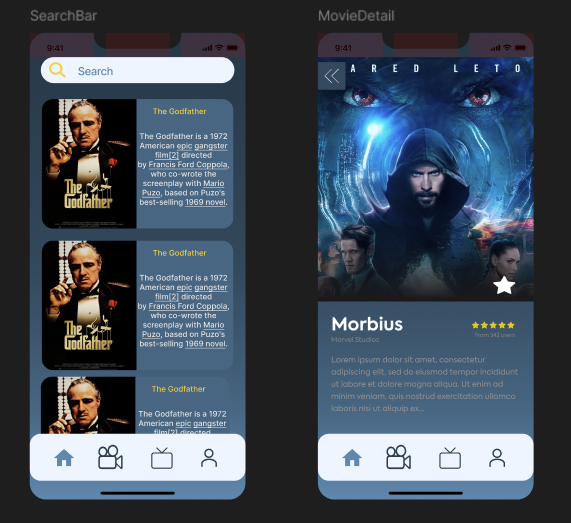 SearchBar
MovieDetail
9:41
Search
The Godfather
The Godfather is a 1972
American epic gangster
film[2] directed
by Francis Ford Coppola,
who co-wrote the
screenplay with Mario
Puzo, based on Puzo's
best-selling 1969 novel.
The
Godfather
The Godfather
The Godfather is a 1972
American epic gangster
film[2] directed
by Francis Ford Coppola,
who co-wrote the
screenplay with Mario
Puzo, based on Puzo's
best-selling 1969 novel.
The
Godfather
The Godfather
The Godfather is a 1972
American epic gangster
film[2] directed
9:41
ARED LETO
Morbius
Marvel Studios
From 342 users
Lorem ipsum dolor sit amet, consectetur
adipiscing elit, sed do eiusmod tempor incididunt
ut labore et dolore magna aliqua. Ut enim ad
minim veniam, quis nostrud exercitation ullamco
laboris nisi ut aliquip ex...